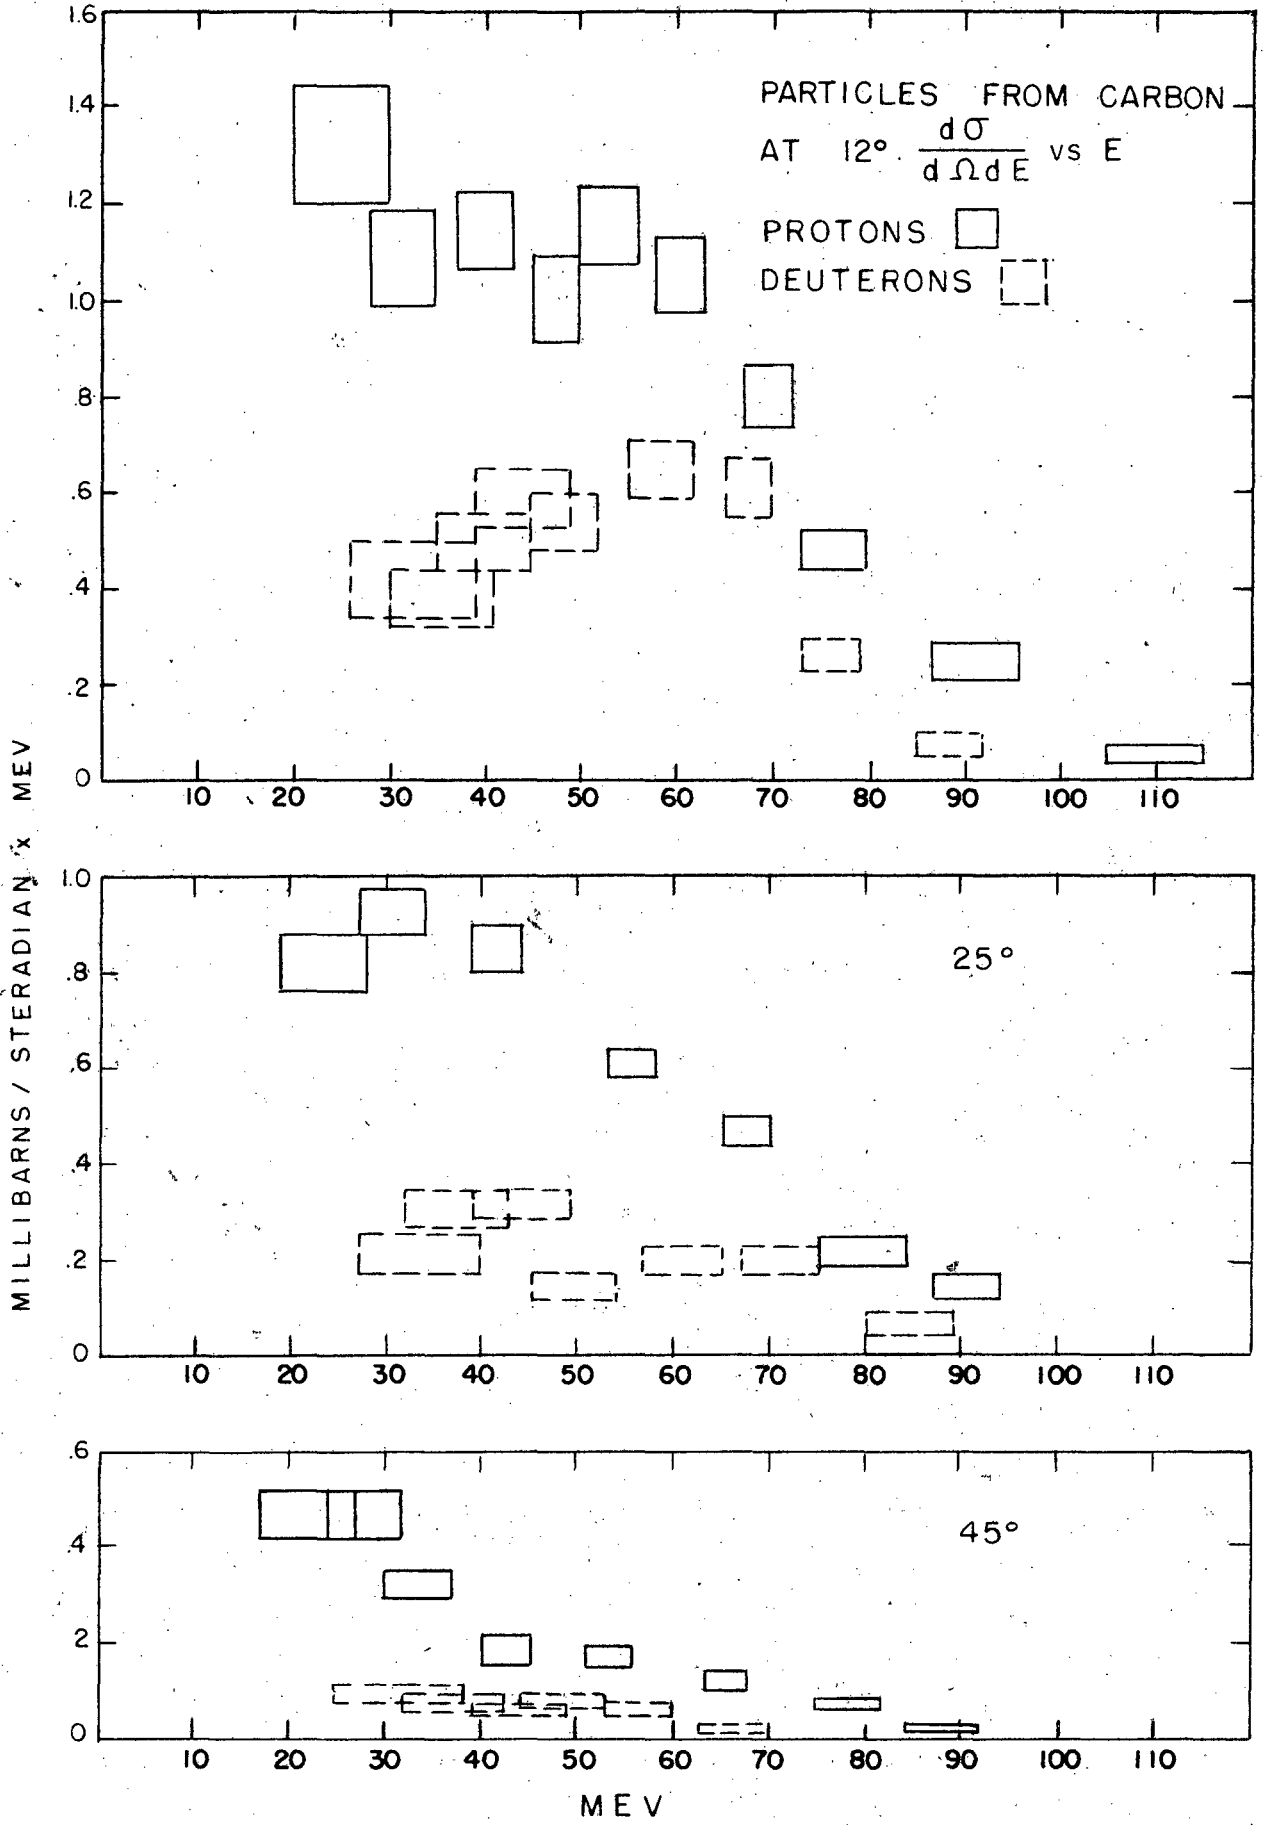 1.6
1.4
1.2
1.0
.8
.6
.4
.2
0
PARTICLES FROM CARBON
AT 12°. dσ/dΩdE vs E
PROTONS
DEUTERONS
10 20 30 40 50 60 70 80 90 100 110
MILLIBARNS / STERADIAN x MEV
1.0
.8
.6
.4
.2
0
25°
10 20 30 40 50 60 70 80 90 100 110
.6
.4
2
0
45°
10 20 30 40 50 60 70 80 90 100 110
MEV